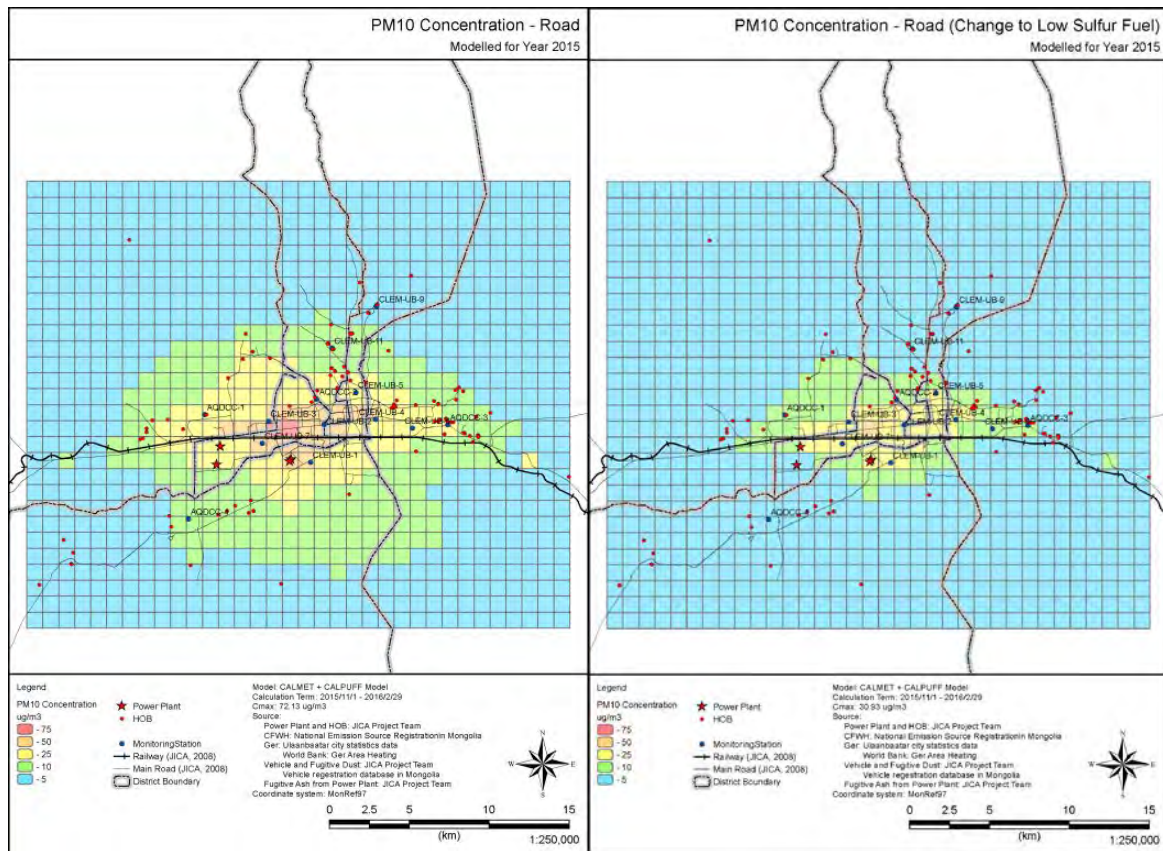 PM10 Concentration - Road
Modelled for Year 2015
CLEM-UB-9
CLEM-UB-11
CLEM-UB-5
AQDCC-1
CLEM-UB-3
CLEM-UB-4
AQDCC-3
CLEM-UB-1
Legend
PM10 Concentration
ug/m3
- 75
- 50
- 25
- 10
- 5
Power Plant
HOB
MonitoringStation
Railway (JICA, 2008)
Main Road (JICA, 2008)
District Boundary
Model: CALMET + CALPUFF Model
Calculation Term: 2015/11/1 - 2016/2/29
Cmax: 72.13 ug/m3
Source:
Power Plant and HOB: JICA Project Team
CFWH: National Emission Source Registrationin Mongolia
Ger: Ulaanbaatar city statistics data
World Bank: Ger Area Heating
Vehicle and Fugitive Dust: JICA Project Team
Vehicle regestration database in Mongolia
Fugitive Ash from Power Plant: JICA Project Team
Coordinate system: MonRef97
N
W
E
S
0 2.5 5 10 15
(km)
1:250,000
PM10 Concentration - Road (Change to Low Sulfur Fuel)
Modelled for Year 2015
CLEM-UB-9
CLEM-UB-11
CLEM-UB-5
AQDCC-1
CLEM-UB-3
CLEM-UB-4
AQDCC-3
CLEM-UB-1
Legend
PM10 Concentration
ug/m3
- 75
- 50
- 25
- 10
- 5
Power Plant
HOB
MonitoringStation
Railway (JICA, 2008)
Main Road (JICA, 2008)
District Boundary
Model: CALMET + CALPUFF Model
Calculation Term: 2015/11/1 - 2016/2/29
Cmax: 30.93 ug/m3
Source:
Power Plant and HOB: JICA Project Team
CFWH: National Emission Source Registrationin Mongolia
Ger: Ulaanbaatar city statistics data
World Bank: Ger Area Heating
Vehicle and Fugitive Dust: JICA Project Team
Vehicle regestration database in Mongolia
Fugitive Ash from Power Plant: JICA Project Team
Coordinate system: MonRef97
N
W
E
S
0 2.5 5 10 15
(km)
1:250,000